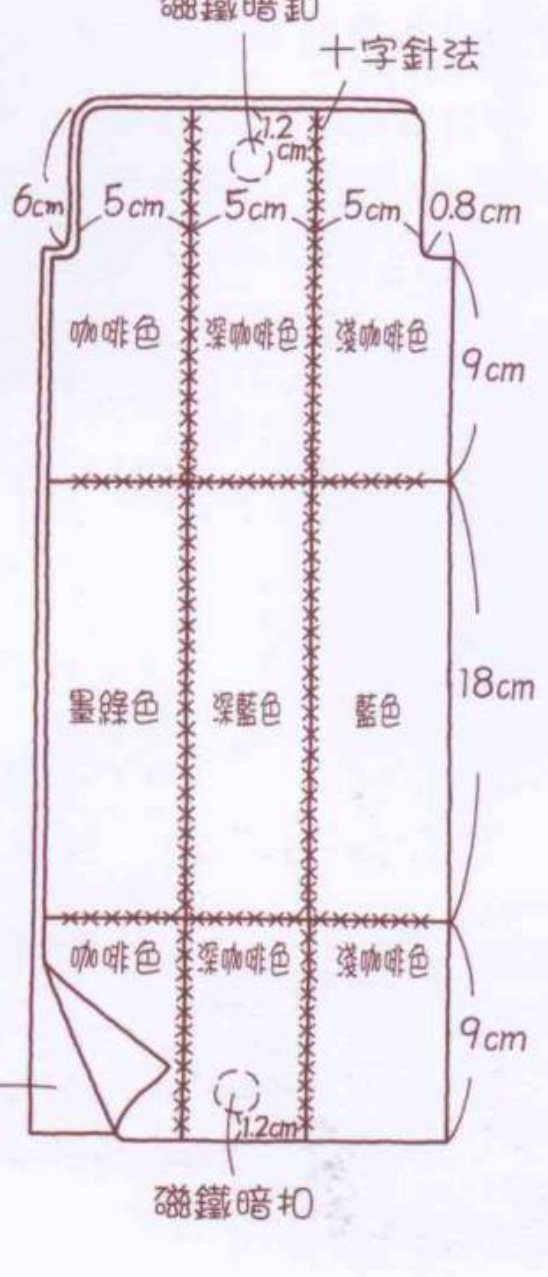 磁鐵暗釦
十字針法
1.2
cm
6cm 5cm 5cm 5cm 0.8cm
咖啡色 深咖啡色 淺咖啡色
9cm
墨綠色 深藍色 藍色
18cm
咖啡色 深咖啡色 淺咖啡色
9cm
1.2cm
磁鐵暗扣